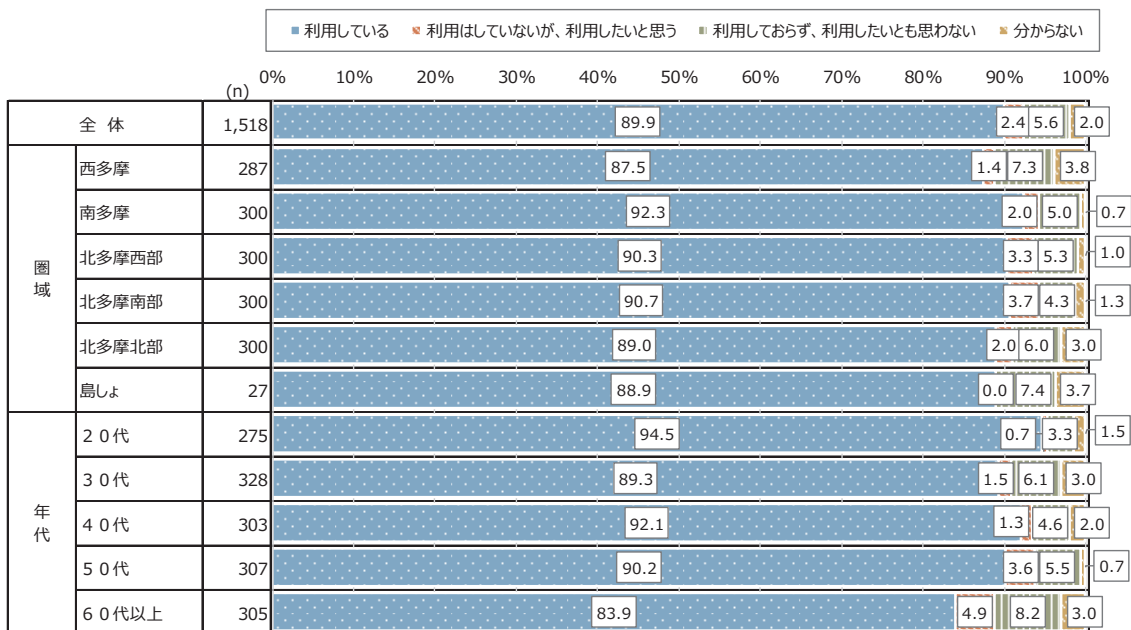 利用している 利用はしていないが、利用したいと思う 利用しておらず、利用したいとも思わない 分からない
0% 10% 20% 30% 40% 50% 60% 70% 80% 90% 100%
(n)
全 体 1,518 89.9 2.4 5.6 2.0
圏域
西多摩 287 87.5 1.4 7.3 3.8
南多摩 300 92.3 2.0 5.0 0.7
北多摩西部 300 90.3 3.3 5.3 1.0
北多摩南部 300 90.7 3.7 4.3 1.3
北多摩北部 300 89.0 2.0 6.0 3.0
島しょ 27 88.9 0.0 7.4 3.7
年代
20代 275 94.5 0.7 3.3 1.5
30代 328 89.3 1.5 6.1 3.0
40代 303 92.1 1.3 4.6 2.0
50代 307 90.2 3.6 5.5 0.7
60代以上 305 83.9 4.9 8.2 3.0